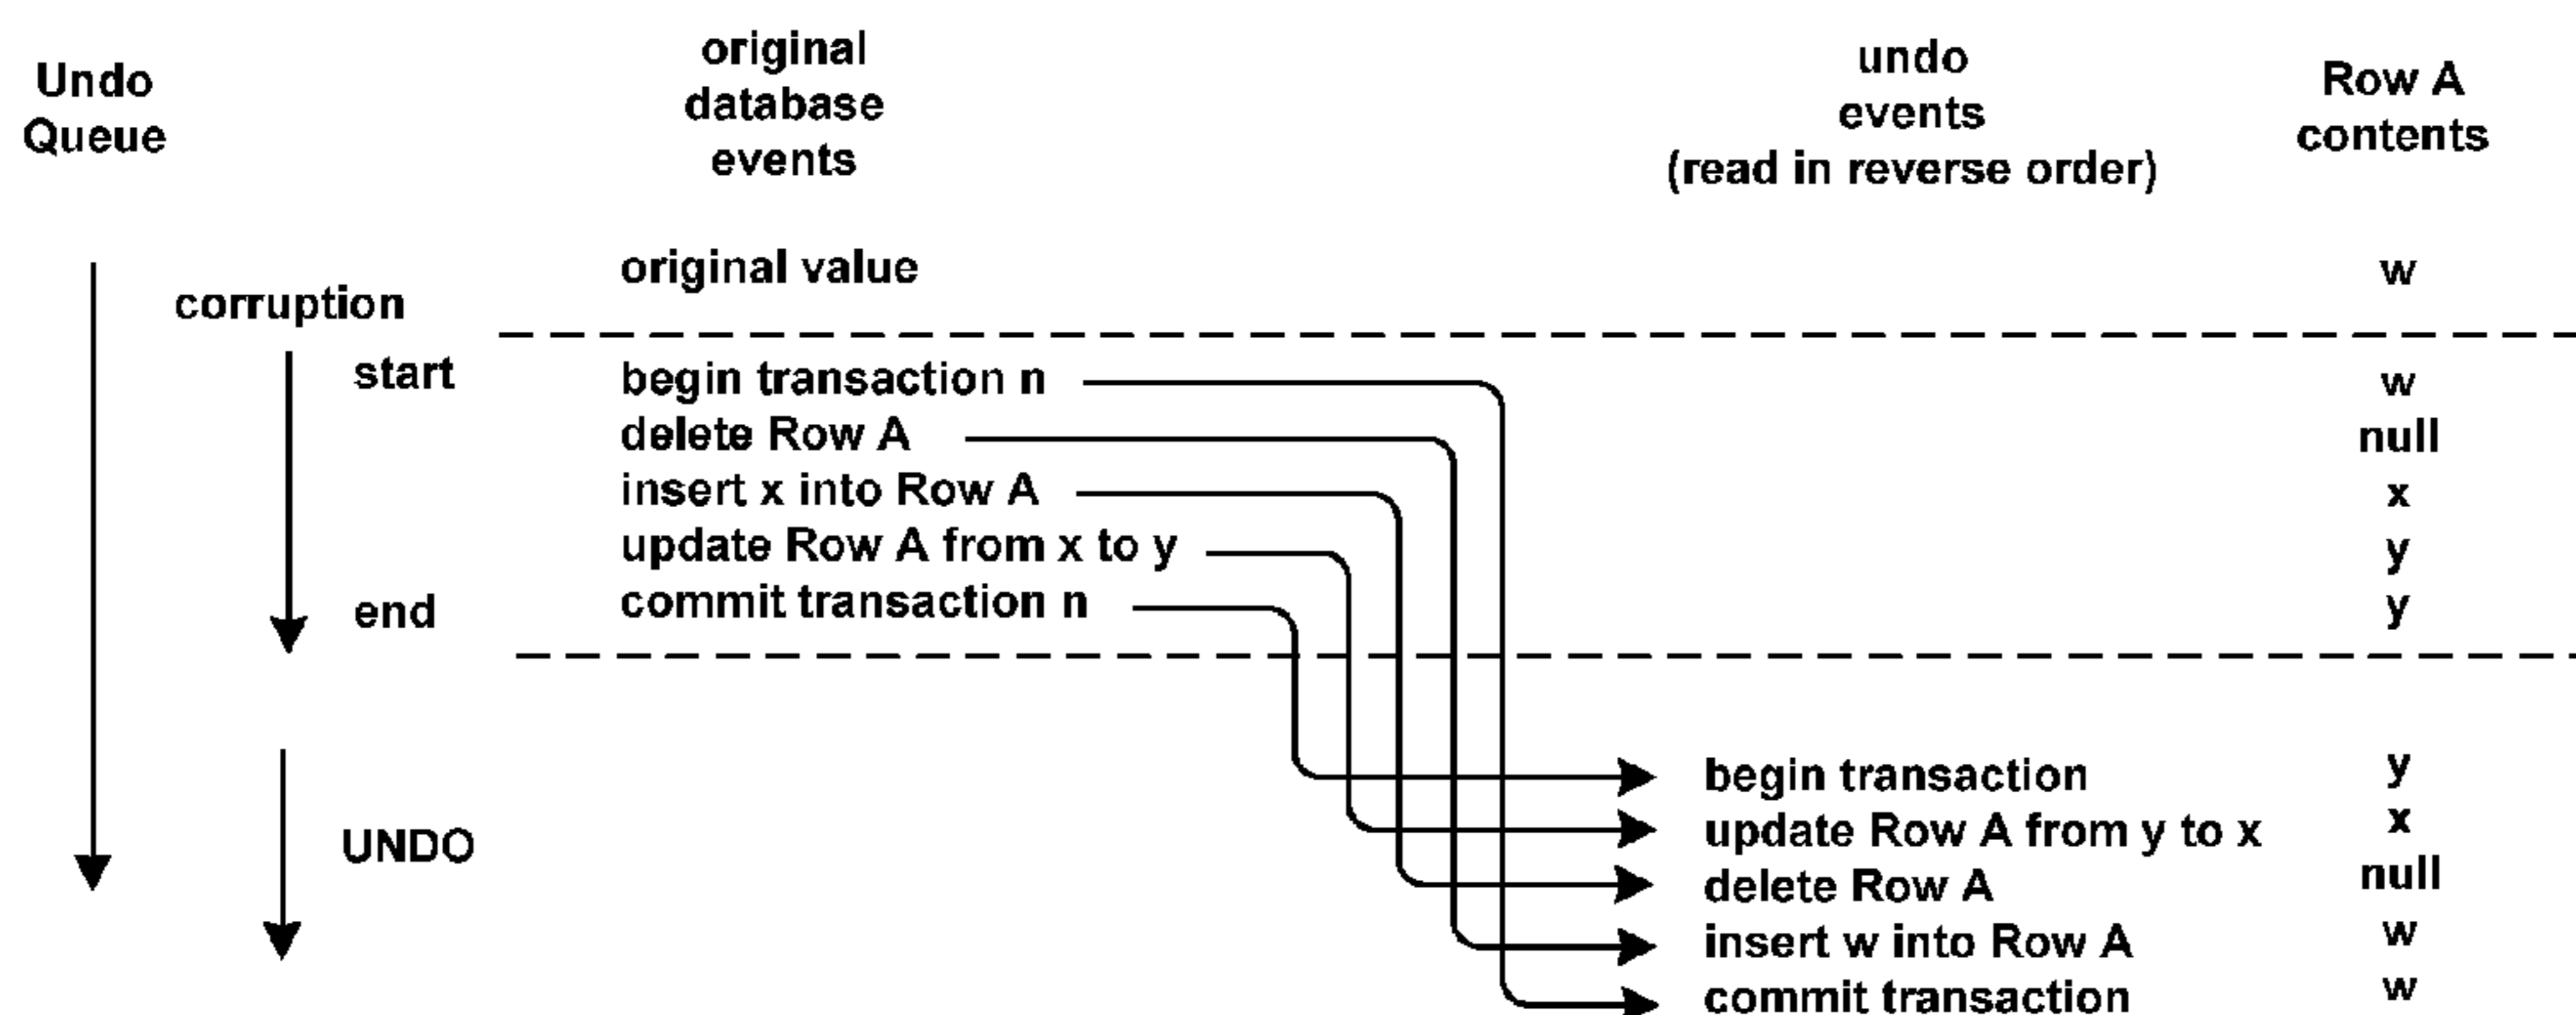 Undo
Queue
original
database
events
undo
events
(read in reverse order)
Row A
contents
original value
w
corruption
start
begin transaction n
w
delete Row A
null
insert x into Row A
x
update Row A from x to y
y
end
commit transaction n
y
begin transaction
y
UNDO
update Row A from y to x
x
delete Row A
null
insert w into Row A
w
commit transaction
w